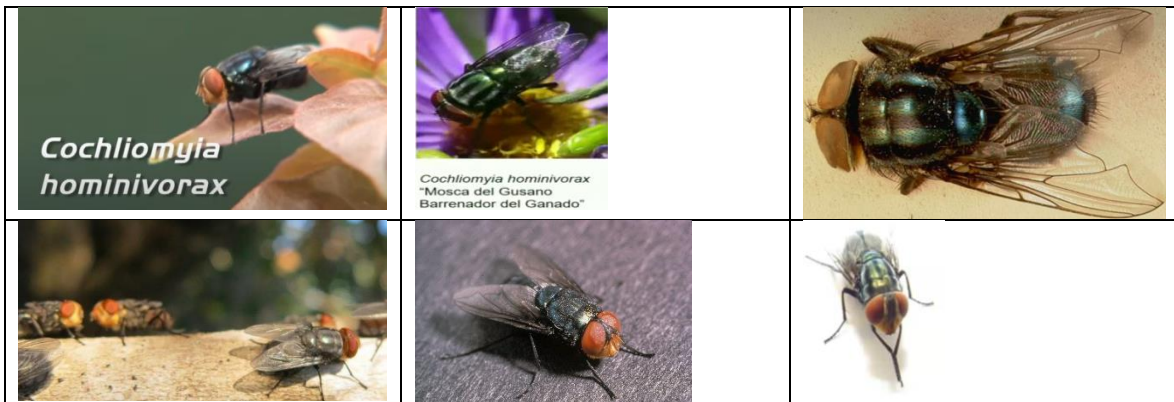 Cochliomyia
hominivorax
Cochliomyia hominivorax
"Mosca del Gusano
Barrenador del Ganado"